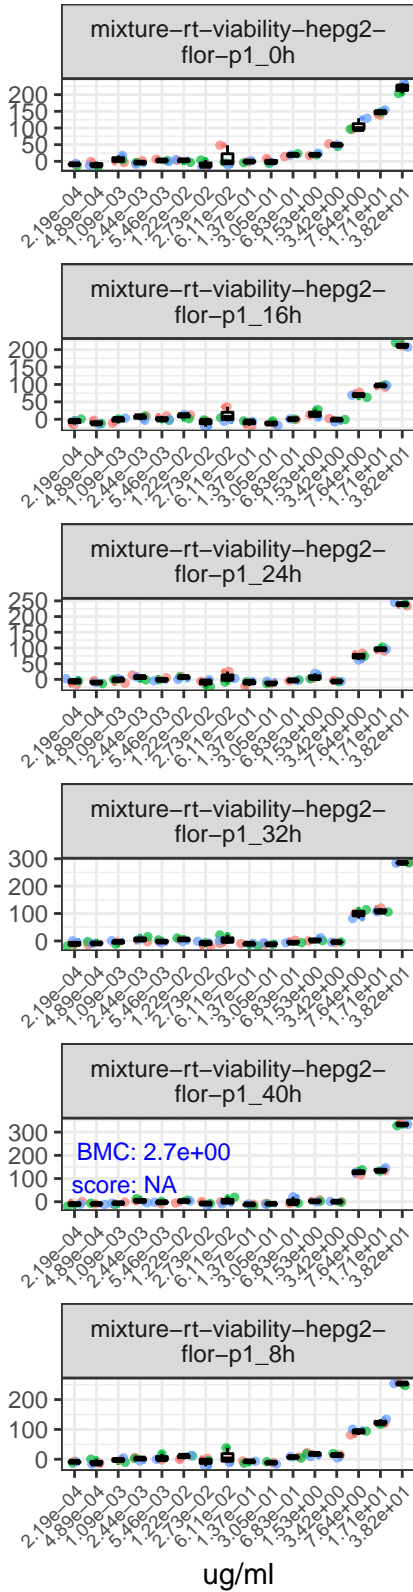 mixture−rt−viability−hepg2−
flor−p1_0h
200
150
100
50
0
2.19e−04
4.89e−04
1.09e−03
2.44e−03
5.46e−03
1.22e−02
2.73e−02
6.11e−02
1.37e−01
3.05e−01
6.83e−01
1.53e+00
3.42e+00
7.64e+00
1.71e+01
3.82e+01
mixture−rt−viability−hepg2−
flor−p1_16h
200
150
100
50
0
2.19e−04
4.89e−04
1.09e−03
2.44e−03
5.46e−03
1.22e−02
2.73e−02
6.11e−02
1.37e−01
3.05e−01
6.83e−01
1.53e+00
3.42e+00
7.64e+00
1.71e+01
3.82e+01
mixture−rt−viability−hepg2−
flor−p1_24h
250
200
150
100
50
0
2.19e−04
4.89e−04
1.09e−03
2.44e−03
5.46e−03
1.22e−02
2.73e−02
6.11e−02
1.37e−01
3.05e−01
6.83e−01
1.53e+00
3.42e+00
7.64e+00
1.71e+01
3.82e+01
mixture−rt−viability−hepg2−
flor−p1_32h
300
200
100
0
2.19e−04
4.89e−04
1.09e−03
2.44e−03
5.46e−03
1.22e−02
2.73e−02
6.11e−02
1.37e−01
3.05e−01
6.83e−01
1.53e+00
3.42e+00
7.64e+00
1.71e+01
3.82e+01
mixture−rt−viability−hepg2−
flor−p1_40h
300
200
100
0
BMC: 2.7e+00
score: NA
2.19e−04
4.89e−04
1.09e−03
2.44e−03
5.46e−03
1.22e−02
2.73e−02
6.11e−02
1.37e−01
3.05e−01
6.83e−01
1.53e+00
3.42e+00
7.64e+00
1.71e+01
3.82e+01
mixture−rt−viability−hepg2−
flor−p1_8h
200
100
0
2.19e−04
4.89e−04
1.09e−03
2.44e−03
5.46e−03
1.22e−02
2.73e−02
6.11e−02
1.37e−01
3.05e−01
6.83e−01
1.53e+00
3.42e+00
7.64e+00
1.71e+01
3.82e+01
ug/ml